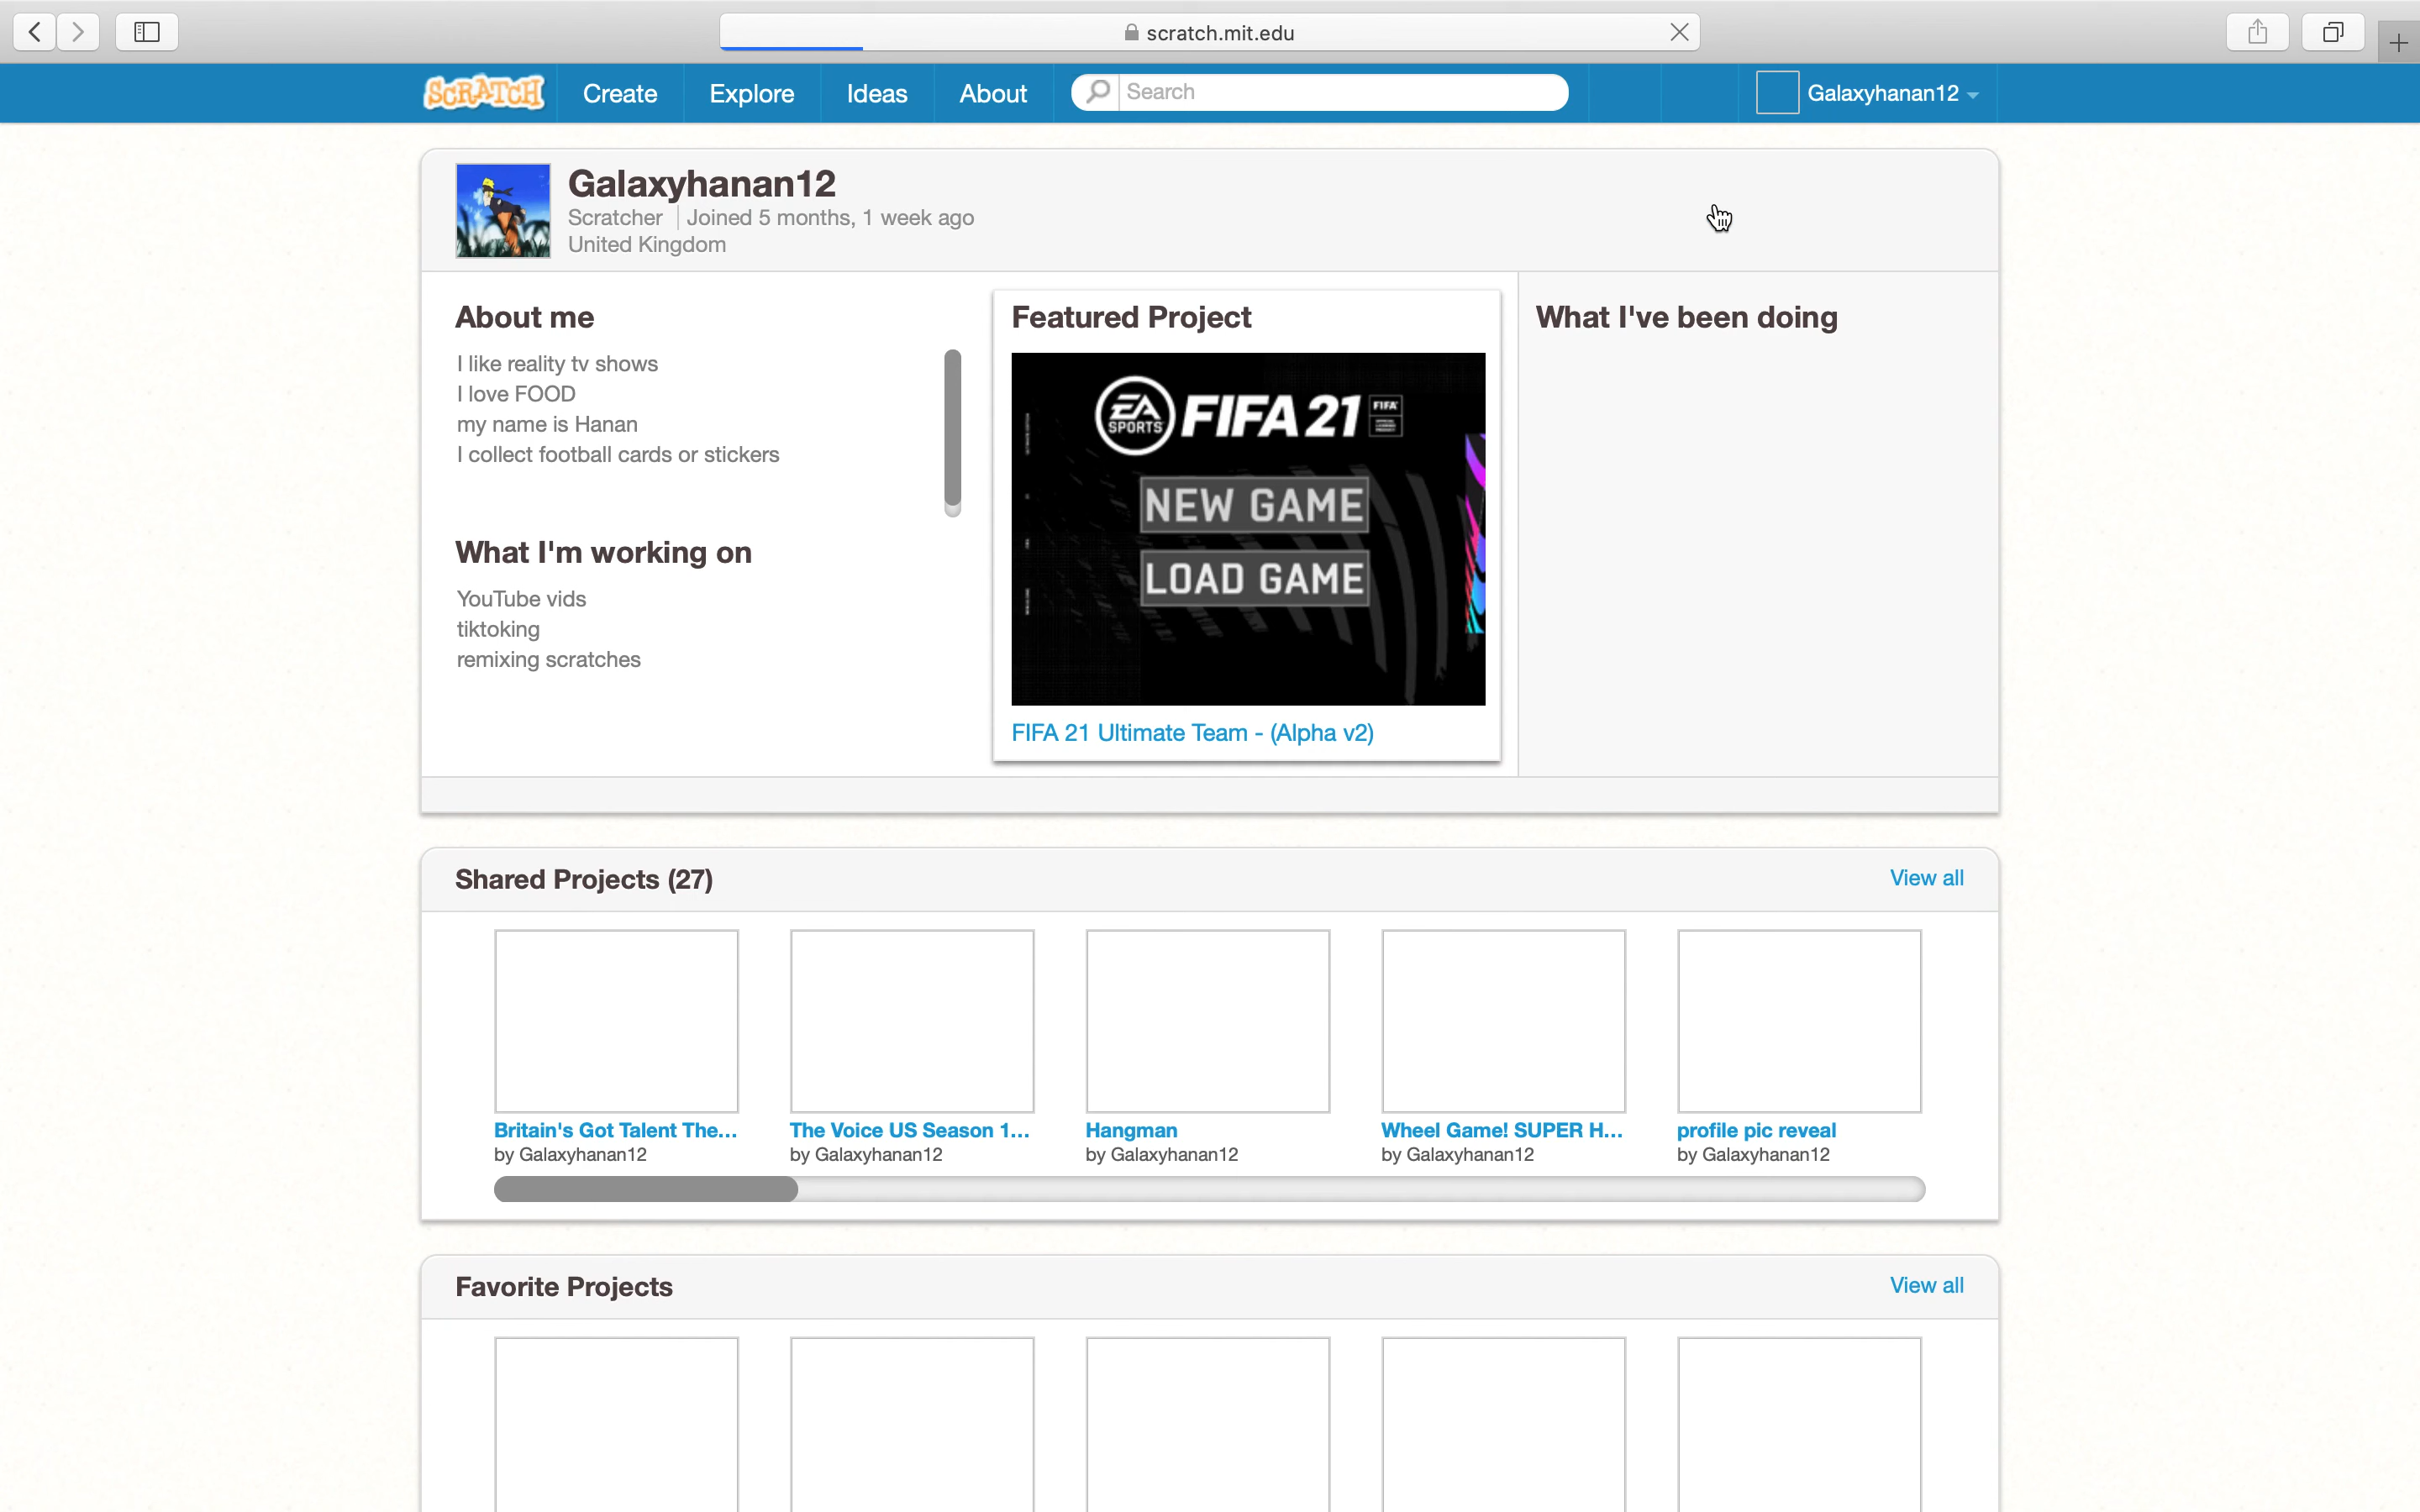 scratch.mit.edu
SCRATCH Create Explore Ideas About Search Galaxyhanan12
Galaxyhanan12
Scratcher Joined 5 months, 1 week ago
United Kingdom
About me
I like reality tv shows
I love FOOD
my name is Hanan
I collect football cards or stickers
What I'm working on
YouTube vids
tiktoking
remixing scratches
Featured Project
EA SPORTS FIFA 21 FIFA
NEW GAME
LOAD GAME
FIFA 21 Ultimate Team - (Alpha v2)
What I've been doing
Shared Projects (27) View all
Britain's Got Talent The... The Voice US Season 1... Hangman Wheel Game! SUPER H... profile pic reveal
by Galaxyhanan12 by Galaxyhanan12 by Galaxyhanan12 by Galaxyhanan12 by Galaxyhanan12
Favorite Projects View all